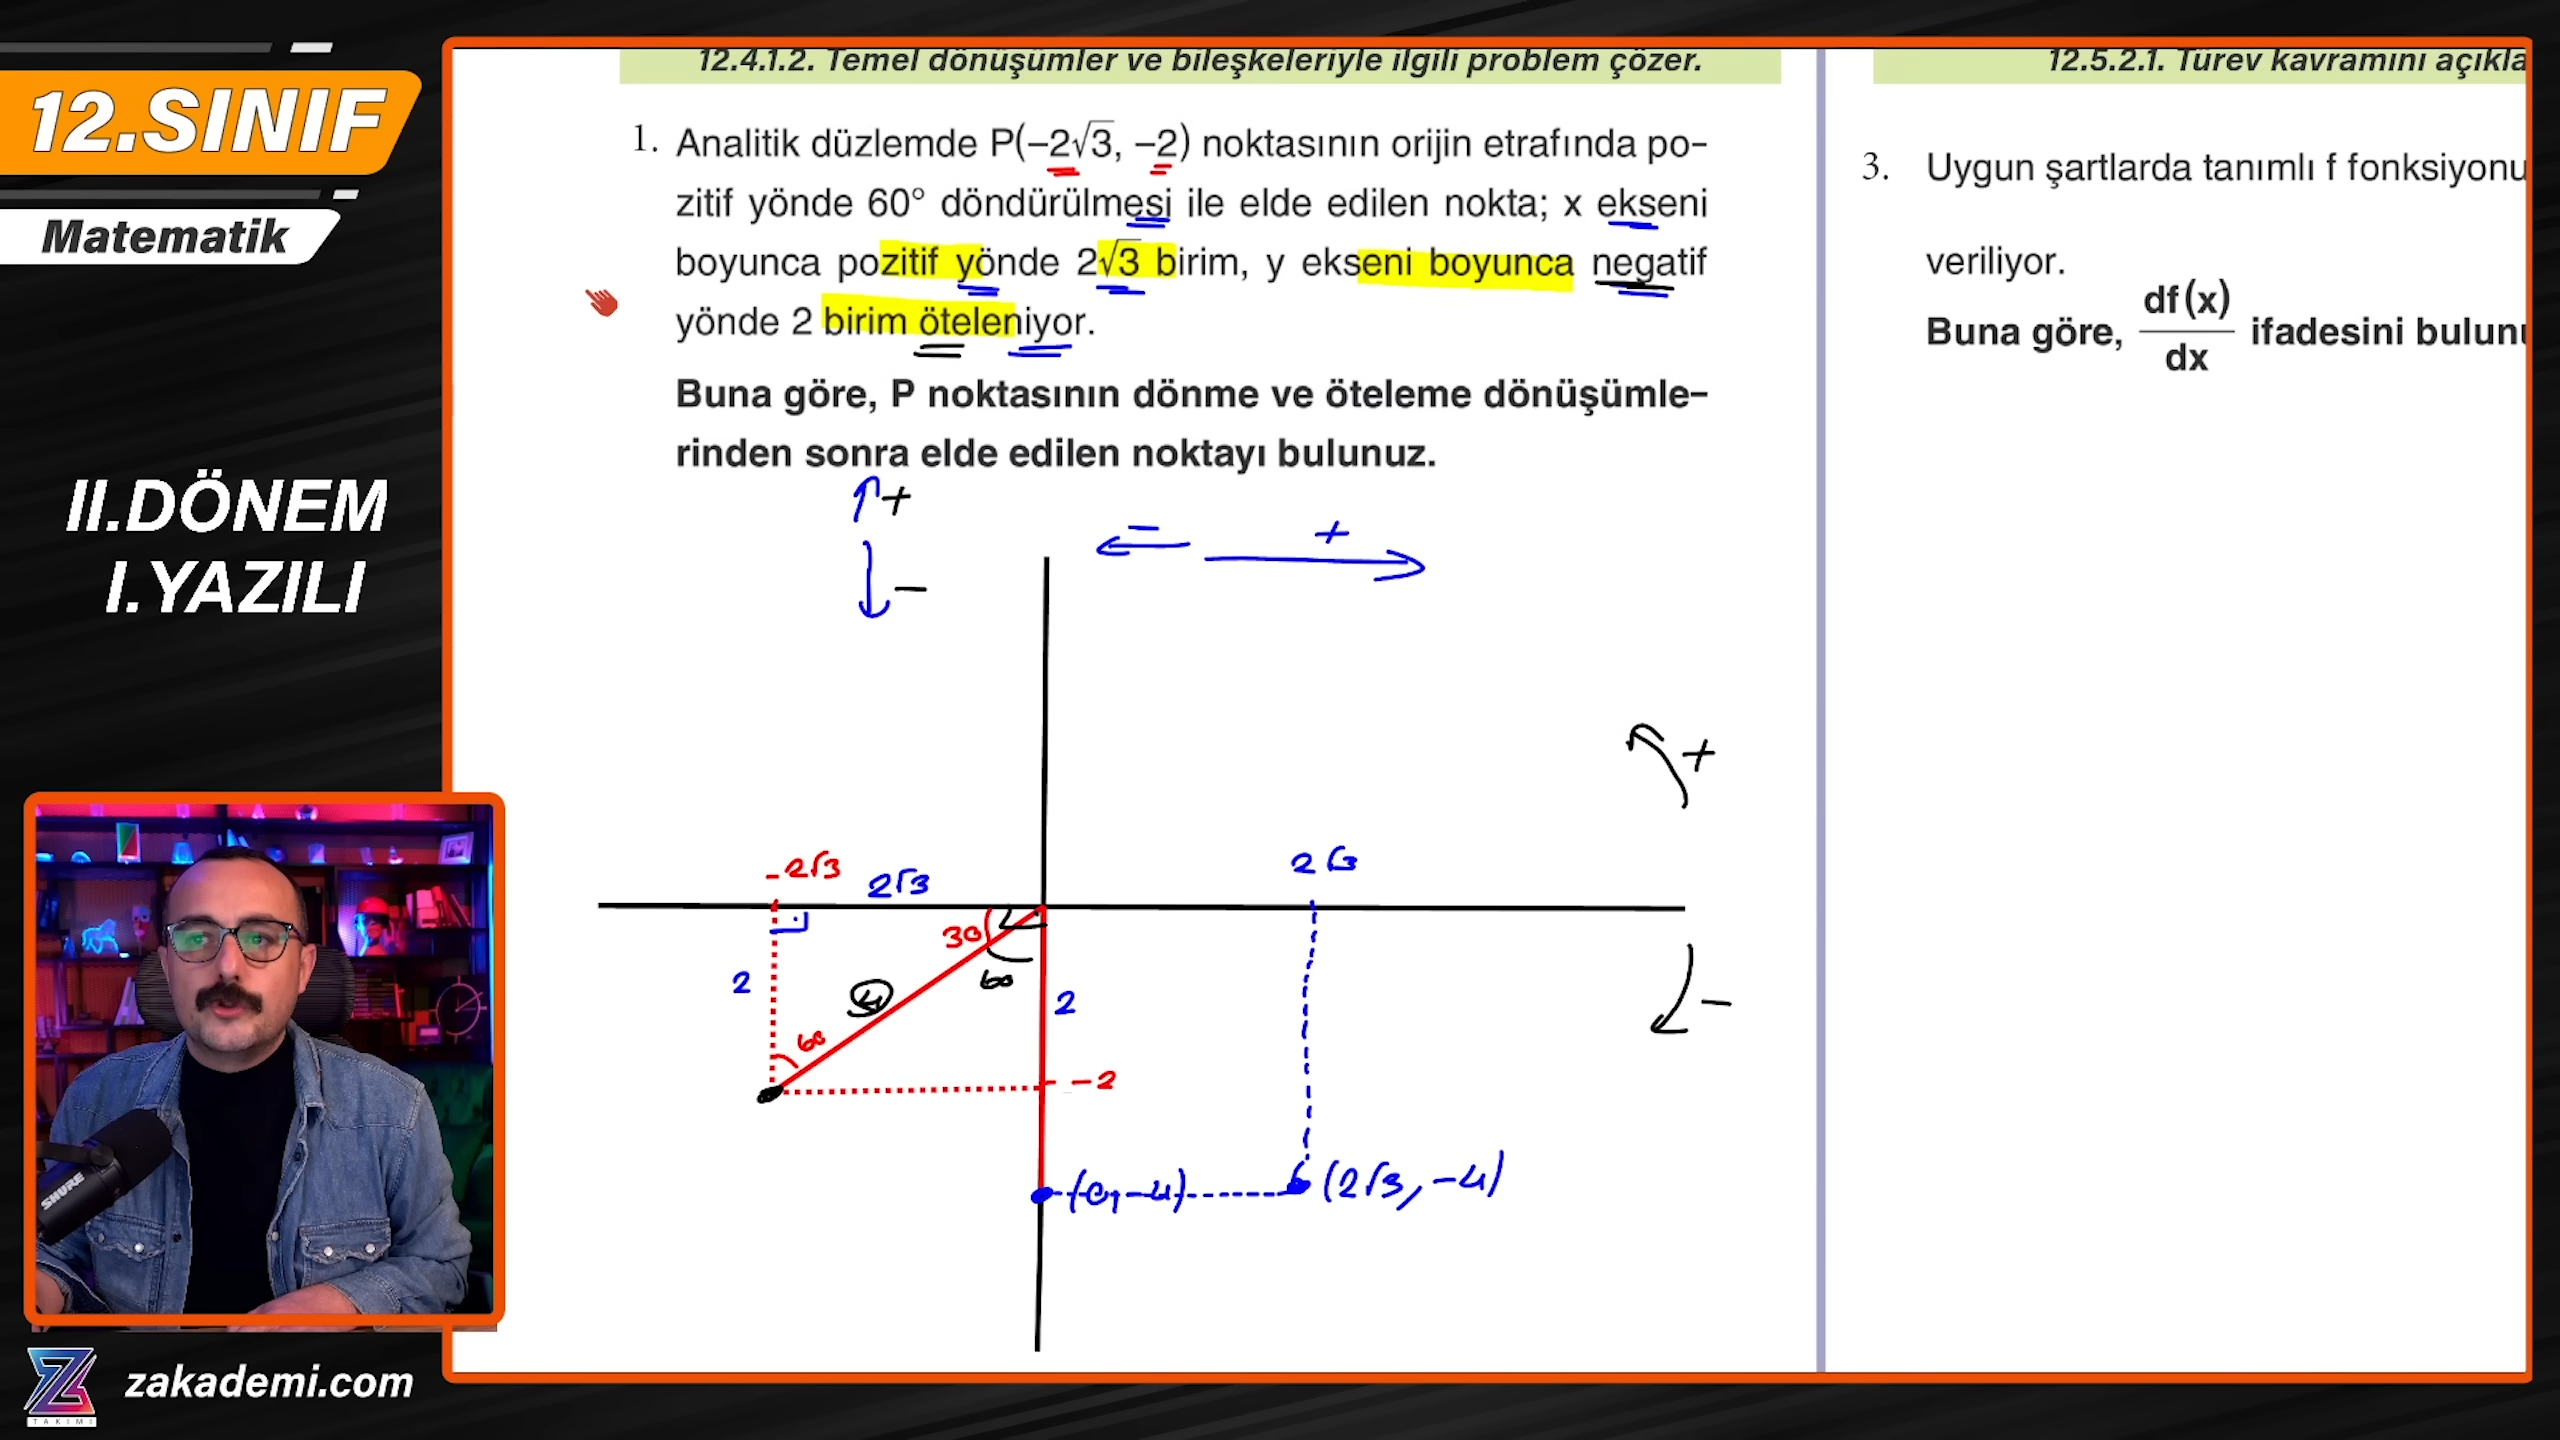 12.SINIF
Matematik
II.DÖNEM
I.YAZILI
12.4.1.2. Temel dönüşümler ve bileşkeleriyle ilgili problem çözer.
1. Analitik düzlemde P(−2√3, −2) noktasının orijin etrafında po-
zitif yönde 60° döndürülmesi ile elde edilen nokta; x ekseni
boyunca pozitif yönde 2√3 birim, y ekseni boyunca negatif
yönde 2 birim öteleniyor.
Buna göre, P noktasının dönme ve öteleme dönüşümle-
rinden sonra elde edilen noktayı bulunuz.
+
−
− +
+
−
-2√3 2√3 2√3
30
60
2 4 2
60
-2
(0,-4) (2√3, -4)
12.5.2.1. Türev kavramını açıkla
3. Uygun şartlarda tanımlı f fonksiyonu
veriliyor.
Buna göre, df(x)/dx ifadesini bulunu
SHURE
Z TAKIMI
zakademi.com